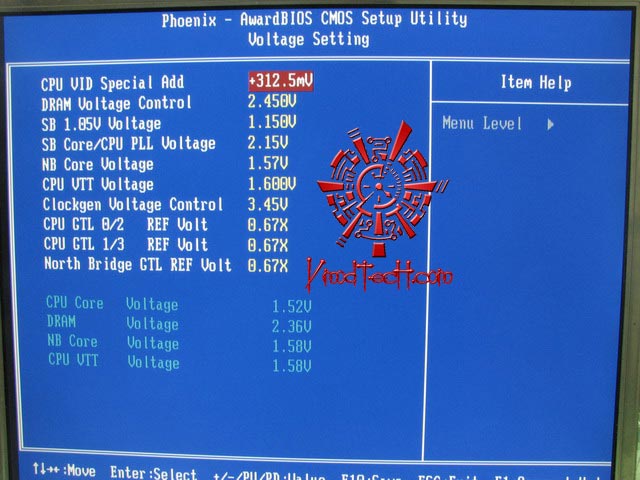 Phoenix - AwardBIOS CMOS Setup Utility
Voltage Setting
CPU VID Special Add +312.5mV
DRAM Voltage Control 2.450V
SB 1.05V Voltage 1.150V
SB Core/CPU PLL Voltage 2.15V
NB Core Voltage 1.57V
CPU VTT Voltage 1.600V
Clockgen Voltage Control 3.45V
CPU GTL 0/2 REF Volt 0.67X
CPU GTL 1/3 REF Volt 0.67X
North Bridge GTL REF Volt 0.67X
CPU Core Voltage 1.52V
DRAM Voltage 2.36V
NB Core Voltage 1.58V
CPU VTT Voltage 1.58V
Item Help
Menu Level ▶
VmodTech.com
↑↓→←:Move Enter:Select +/-/PU/PD:Value